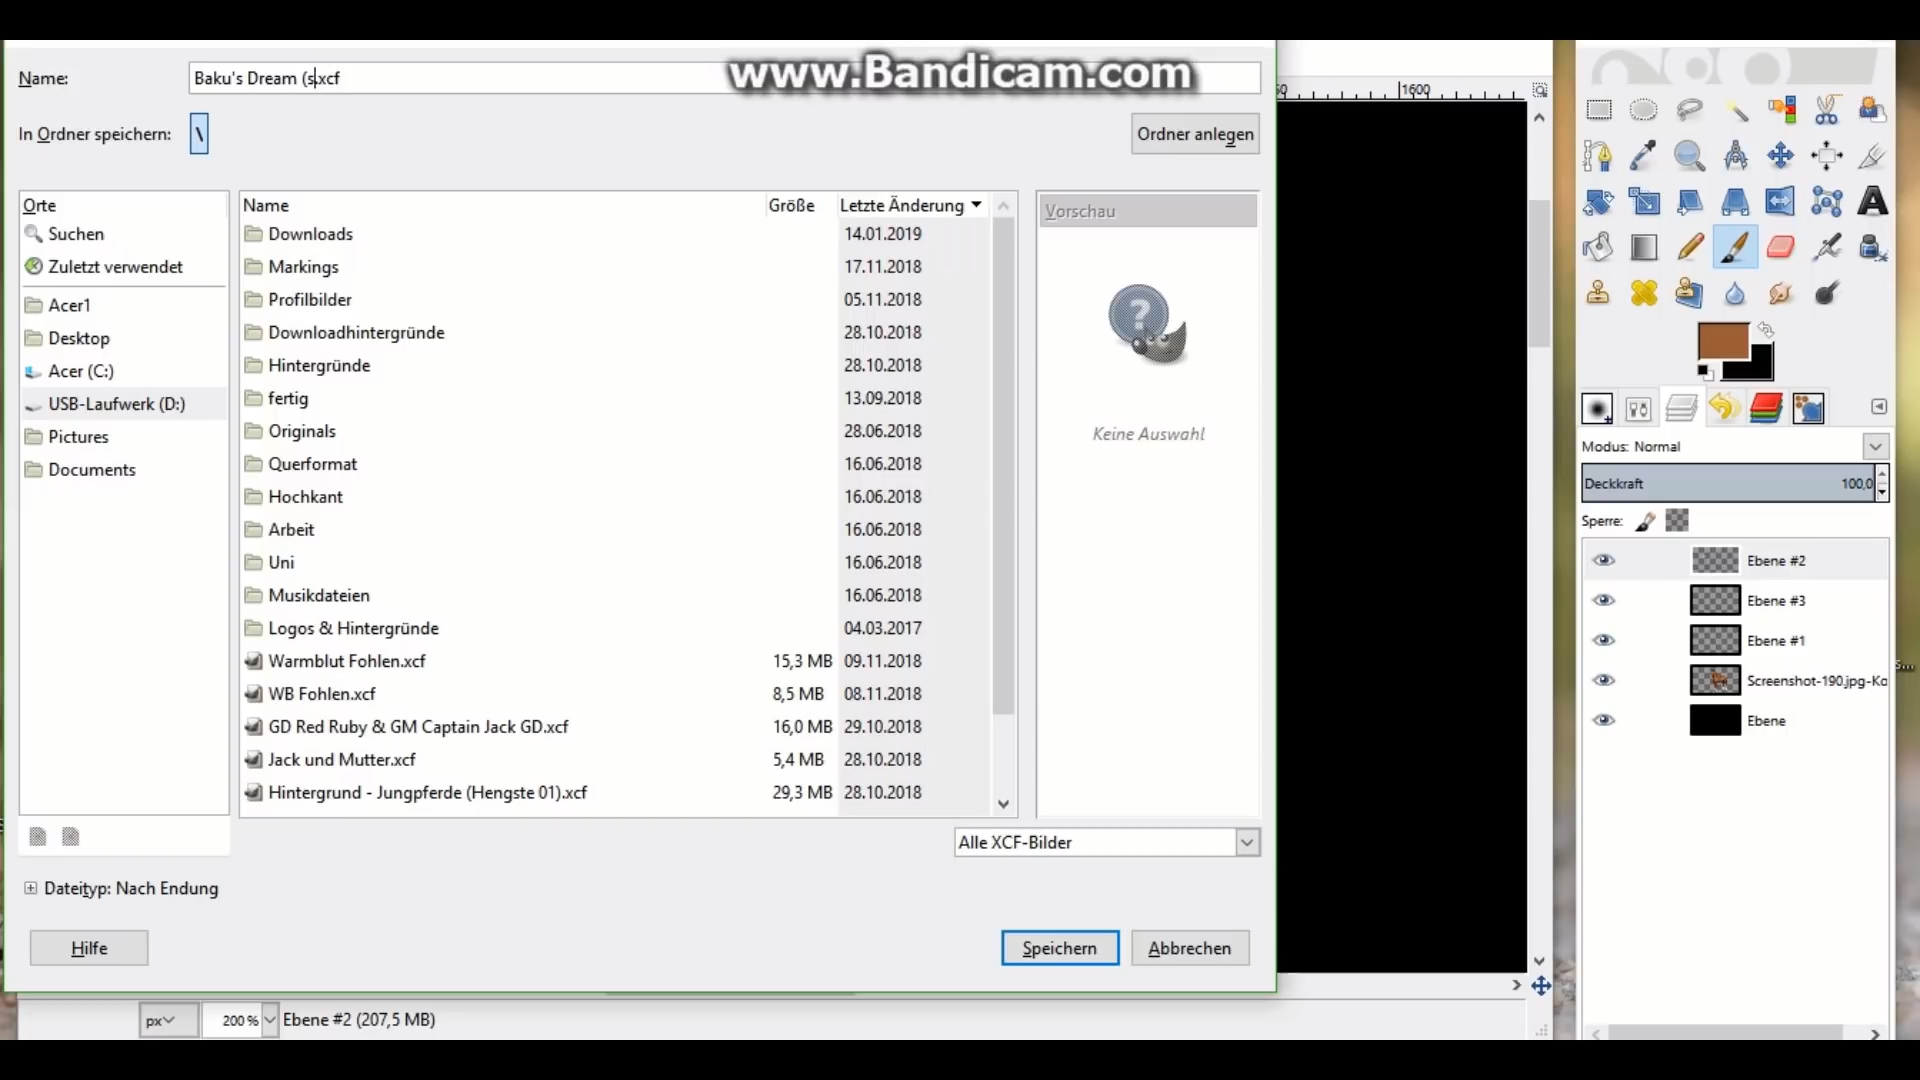 www.Bandicam.com
Name: Baku's Dream (s.xcf
In Ordner speichern: \ Ordner anlegen
Orte
Suchen
Zuletzt verwendet
Acer1
Desktop
Acer (C:)
USB-Laufwerk (D:)
Pictures
Documents
Name Größe Letzte Änderung
Downloads 14.01.2019
Markings 17.11.2018
Profilbilder 05.11.2018
Downloadhintergründe 28.10.2018
Hintergründe 28.10.2018
fertig 13.09.2018
Originals 28.06.2018
Querformat 16.06.2018
Hochkant 16.06.2018
Arbeit 16.06.2018
Uni 16.06.2018
Musikdateien 16.06.2018
Logos & Hintergründe 04.03.2017
Warmblut Fohlen.xcf 15,3 MB 09.11.2018
WB Fohlen.xcf 8,5 MB 08.11.2018
GD Red Ruby & GM Captain Jack GD.xcf 16,0 MB 29.10.2018
Jack und Mutter.xcf 5,4 MB 28.10.2018
Hintergrund - Jungpferde (Hengste 01).xcf 29,3 MB 28.10.2018
Vorschau
Keine Auswahl
Alle XCF-Bilder
Dateityp: Nach Endung
Hilfe Speichern Abbrechen
px 200 % Ebene #2 (207,5 MB)
1600
Modus: Normal
Deckkraft 100,0
Sperre:
Ebene #2
Ebene #3
Ebene #1
Screenshot-190.jpg-Ko
Ebene